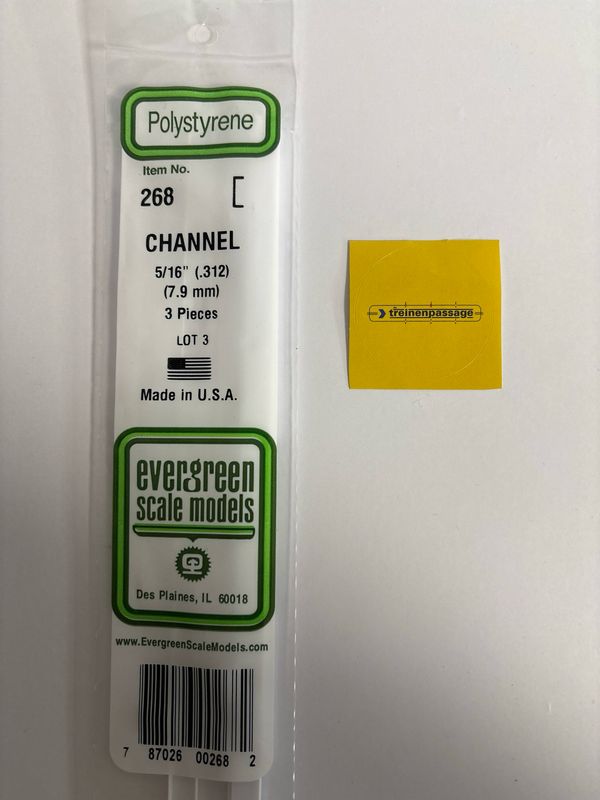 Polystyrene
Item No.
268
CHANNEL
5/16" (.312)
(7.9 mm)
3 Pieces
LOT 3
Made in U.S.A.
evergreen
scale models
Des Plaines, IL 60018
www.EvergreenScaleModels.com
7 87026 00268 2
treinenpassage